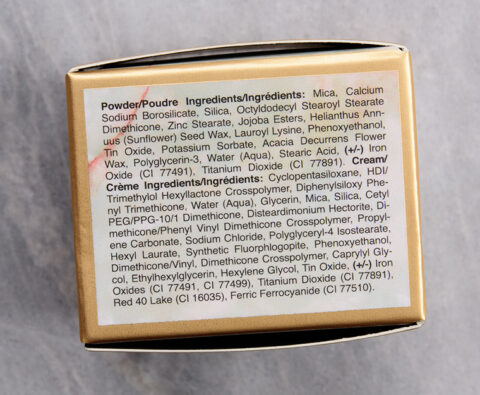 Powder/Poudre Ingredients/Ingrédients: Mica, Calcium
Sodium Borosilicate, Silica, Octyldodecyl Stearoyl Stearate
Dimethicone, Zinc Stearate, Jojoba Esters, Helianthus Ann-
uus (Sunflower) Seed Wax, Lauroyl Lysine, Phenoxyethanol,
Tin Oxide, Potassium Sorbate, Acacia Decurrens Flower
Wax, Polyglycerin-3, Water (Aqua), Stearic Acid, (+/-) Iron
Oxide (CI 77491), Titanium Dioxide (CI 77891). Cream/
Crème Ingredients/Ingrédients: Cyclopentasiloxane, HDI/
Trimethylol Hexyllactone Crosspolymer, Diphenylsiloxy Phe-
nyl Trimethicone, Water (Aqua), Glycerin, Mica, Silica, Cetyl
PEG/PPG-10/1 Dimethicone, Disteardimonium Hectorite, Di-
methicone/Phenyl Vinyl Dimethicone Crosspolymer, Propyl-
ene Carbonate, Sodium Chloride, Polyglyceryl-4 Isostearate,
Hexyl Laurate, Synthetic Fluorphlogopite, Phenoxyethanol,
Dimethicone/Vinyl, Dimethicone Crosspolymer, Caprylyl Gly-
col, Ethylhexylglycerin, Hexylene Glycol, Tin Oxide, (+/-) Iron
Oxides (CI 77491, CI 77499), Titanium Dioxide (CI 77891),
Red 40 Lake (CI 16035), Ferric Ferrocyanide (CI 77510).